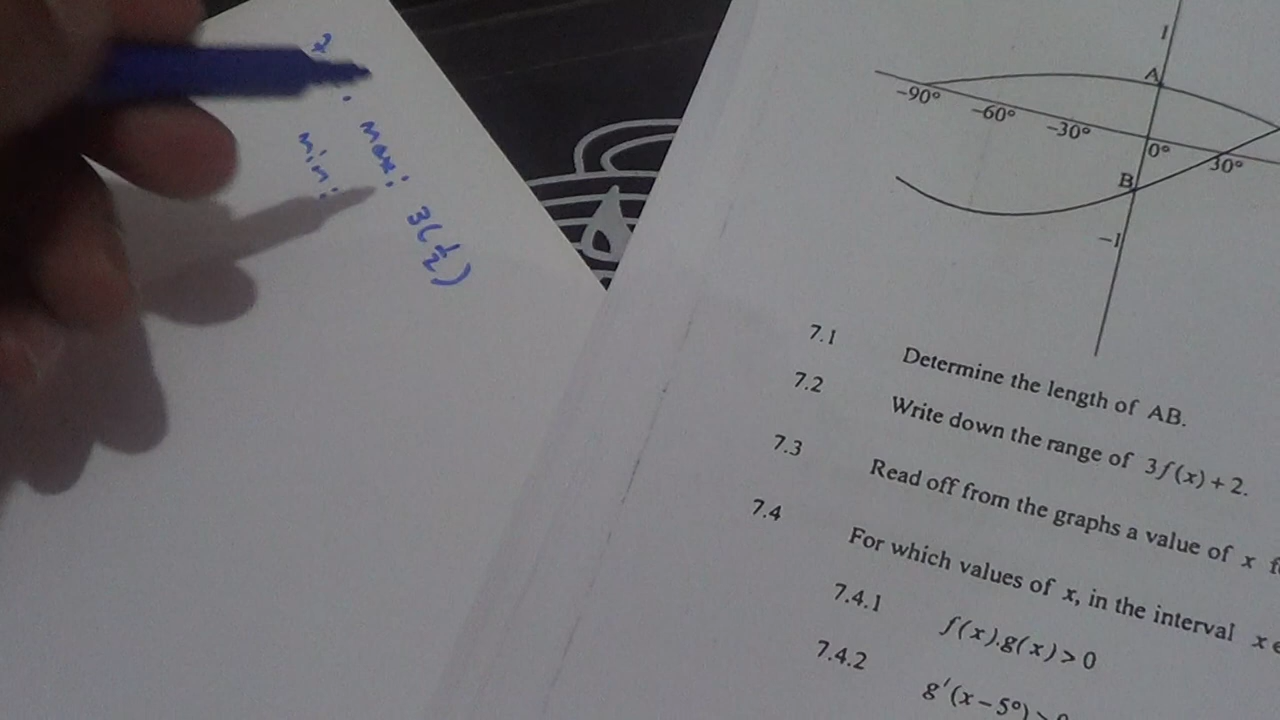 7.
max: 3(½)
min:
1
A
-90°
-60°
-30°
0°
30°
B
-1
7.1 Determine the length of AB.
7.2 Write down the range of 3f(x) + 2.
7.3 Read off from the graphs a value of x
7.4 For which values of x, in the interval x
7.4.1 f(x).g(x) > 0
7.4.2 g'(x – 5°) >